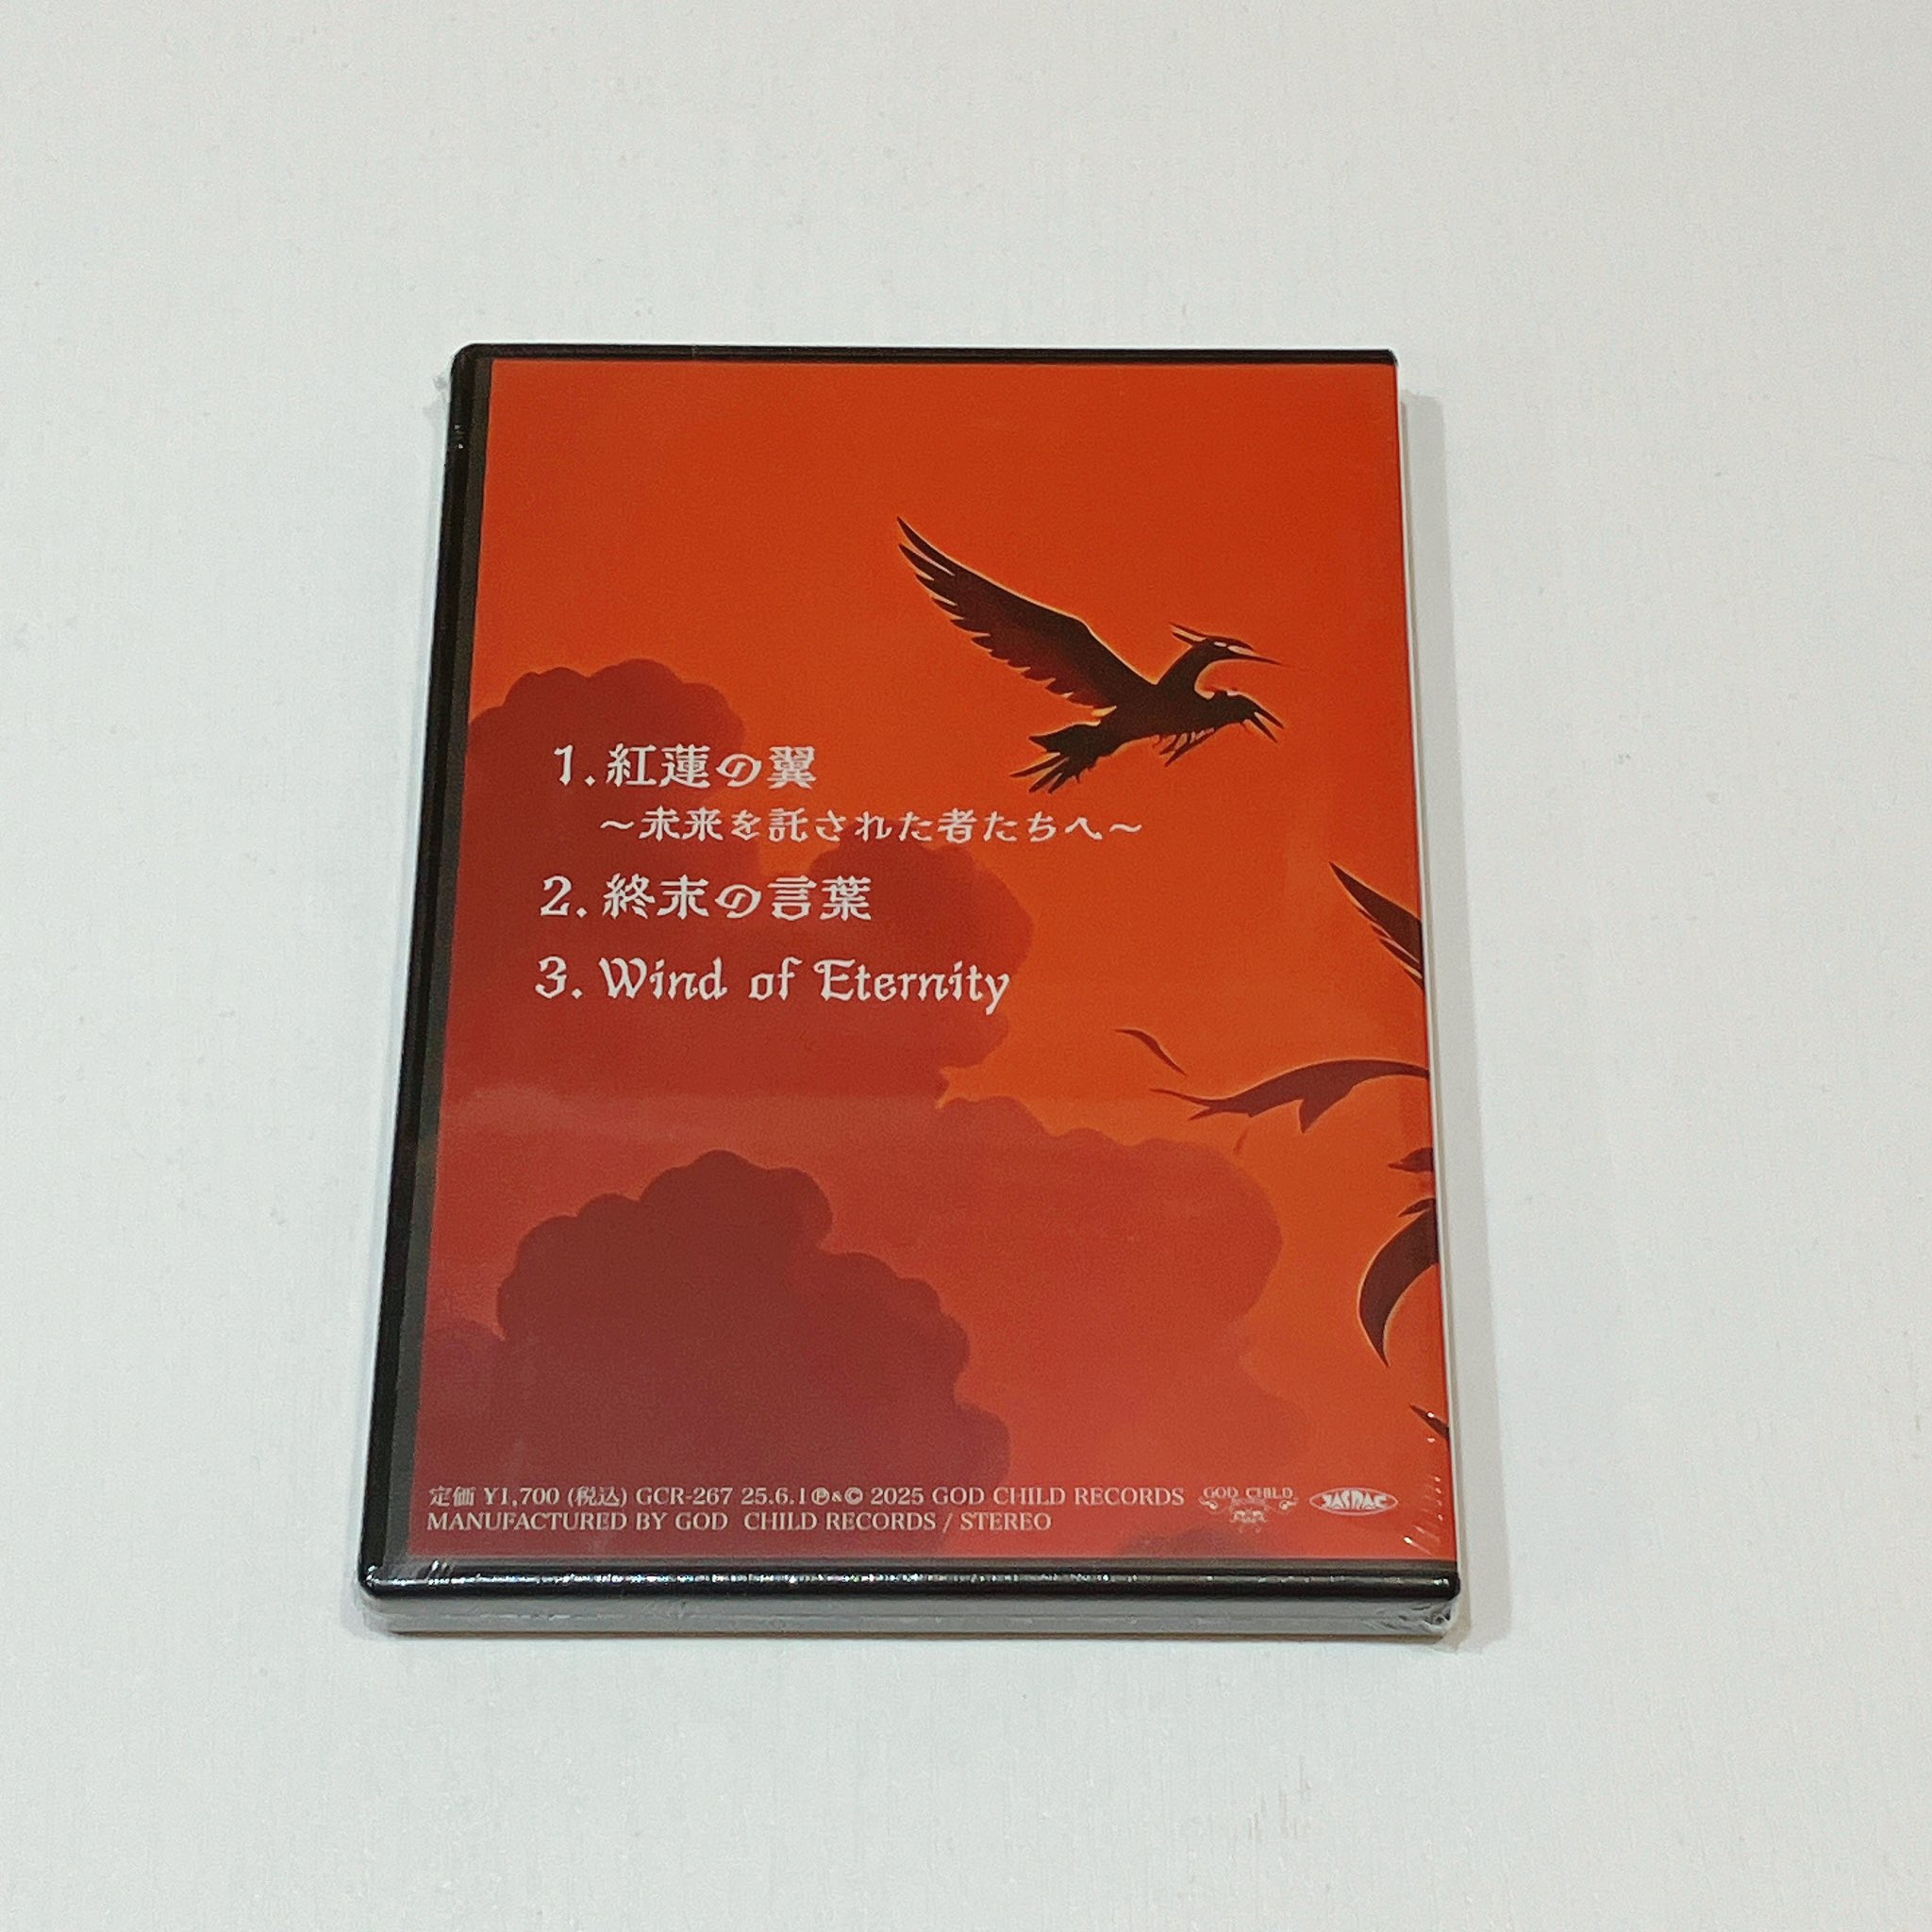 1.紅蓮の翼
～未来を託された者たちへ～
2.終末の言葉
3.Wind of Eternity
定価 ¥1,700 (税込) GCR-267 25.6.1 ℗&© 2025 GOD CHILD RECORDS GOD CHILD JASRAC
MANUFACTURED BY GOD CHILD RECORDS / STEREO